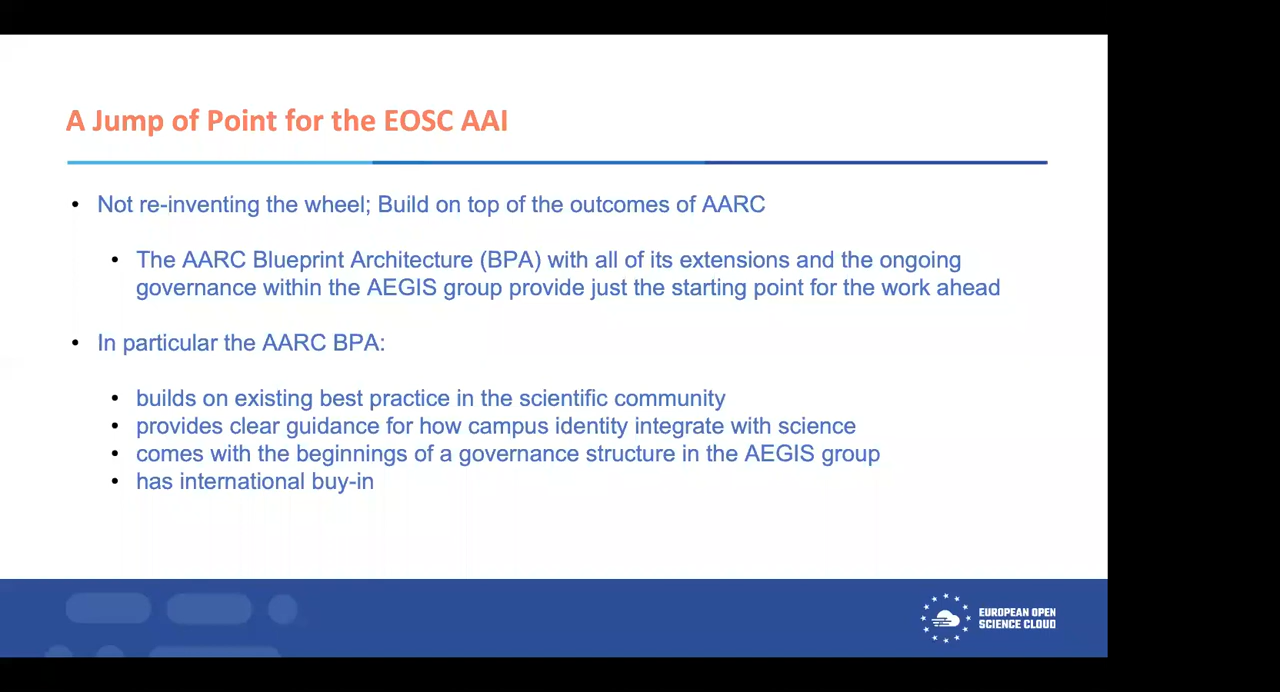 A Jump of Point for the EOSC AAI
Not re-inventing the wheel; Build on top of the outcomes of AARC
The AARC Blueprint Architecture (BPA) with all of its extensions and the ongoing
governance within the AEGIS group provide just the starting point for the work ahead
In particular the AARC BPA:
builds on existing best practice in the scientific community
provides clear guidance for how campus identity integrate with science
comes with the beginnings of a governance structure in the AEGIS group
has international buy-in
EUROPEAN OPEN
SCIENCE CLOUD